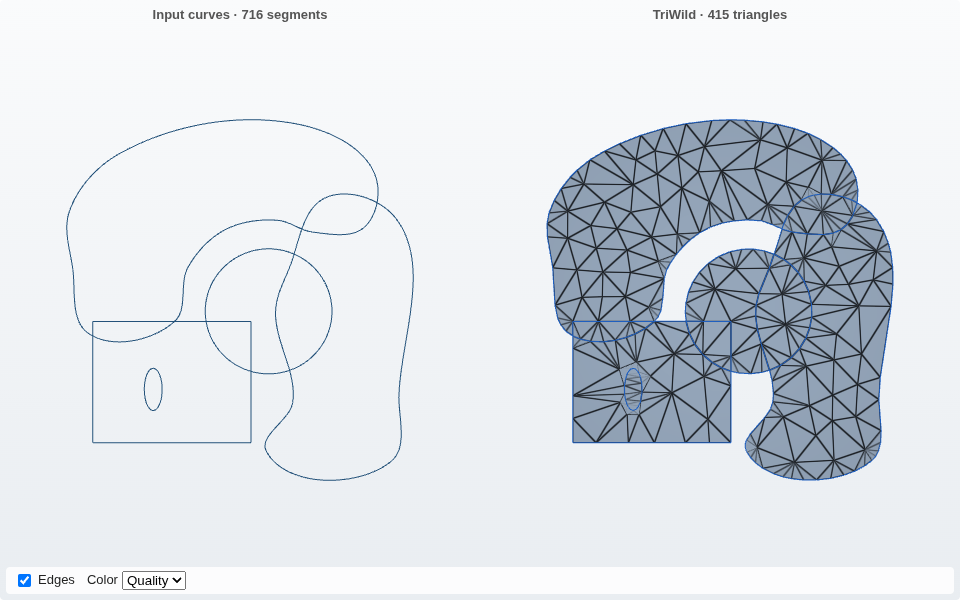 Input curves · 716 segments
TriWild · 415 triangles
Edges Color Quality